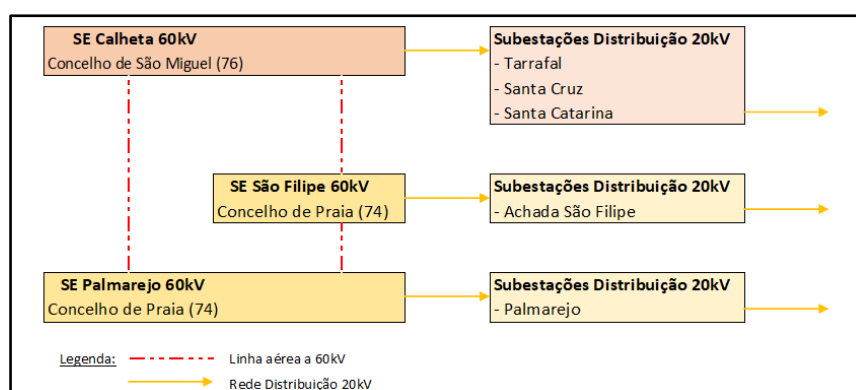 SE Calheta 60kV
Concelho de São Miguel (76)
Subestações Distribuição 20kV
- Tarrafal
- Santa Cruz
- Santa Catarina
SE São Filipe 60kV
Concelho de Praia (74)
Subestações Distribuição 20kV
- Achada São Filipe
SE Palmarejo 60kV
Concelho de Praia (74)
Subestações Distribuição 20kV
- Palmarejo
Legenda:
Linha aérea a 60kV
Rede Distribuição 20kV